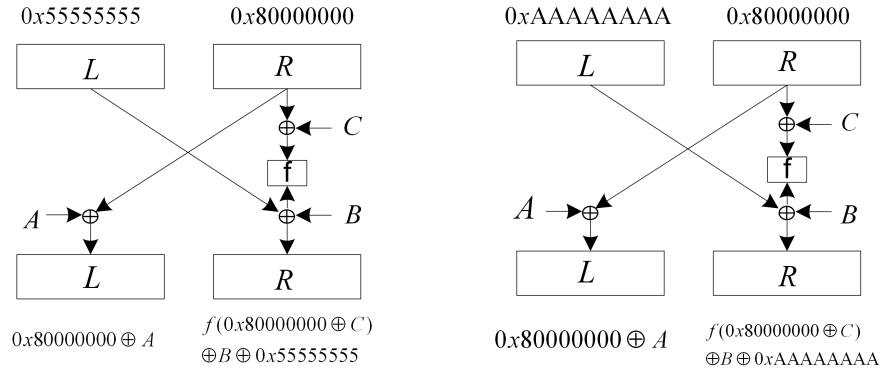 0x55555555 0x80000000
L R
C
f
A B
L R
0x80000000 ⊕ A
f(0x80000000 ⊕ C)
⊕B ⊕ 0x55555555
0xAAAAAAAA 0x80000000
L R
C
f
A B
L R
0x80000000 ⊕ A
f(0x80000000 ⊕ C)
⊕B ⊕ 0xAAAAAAAA